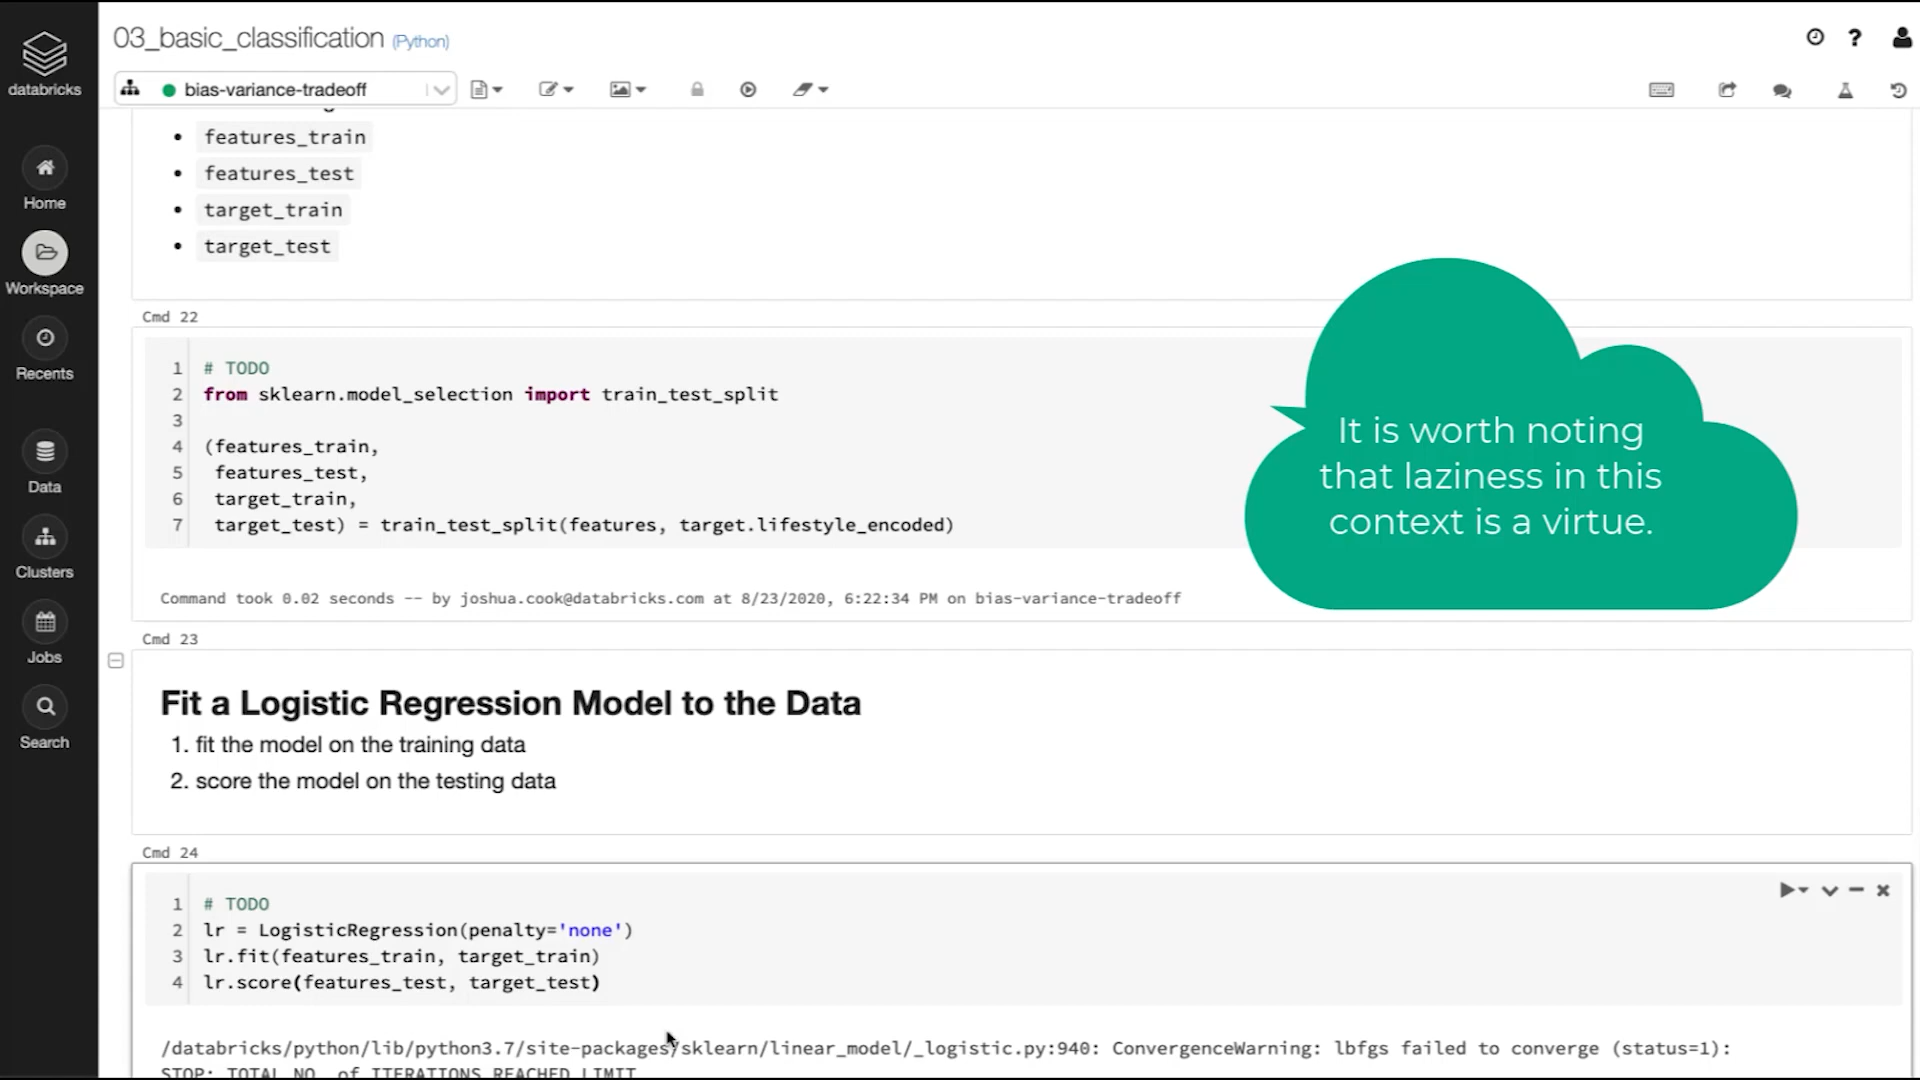 databricks
Home
Workspace
Recents
Data
Clusters
Jobs
Search
03_basic_classification (Python)
?
bias-variance-tradeoff
• features_train
• features_test
• target_train
• target_test
Cmd 22
1 # TODO
2 from sklearn.model_selection import train_test_split
3
4 (features_train,
5  features_test,
6  target_train,
7  target_test) = train_test_split(features, target.lifestyle_encoded)
Command took 0.02 seconds -- by joshua.cook@databricks.com at 8/23/2020, 6:22:34 PM on bias-variance-tradeoff
It is worth noting
that laziness in this
context is a virtue.
Cmd 23
Fit a Logistic Regression Model to the Data
1. fit the model on the training data
2. score the model on the testing data
Cmd 24
1 # TODO
2 lr = LogisticRegression(penalty='none')
3 lr.fit(features_train, target_train)
4 lr.score(features_test, target_test)
/databricks/python/lib/python3.7/site-packages/sklearn/linear_model/_logistic.py:940: ConvergenceWarning: lbfgs failed to converge (status=1):
STOP: TOTAL NO. of ITERATIONS REACHED LIMIT